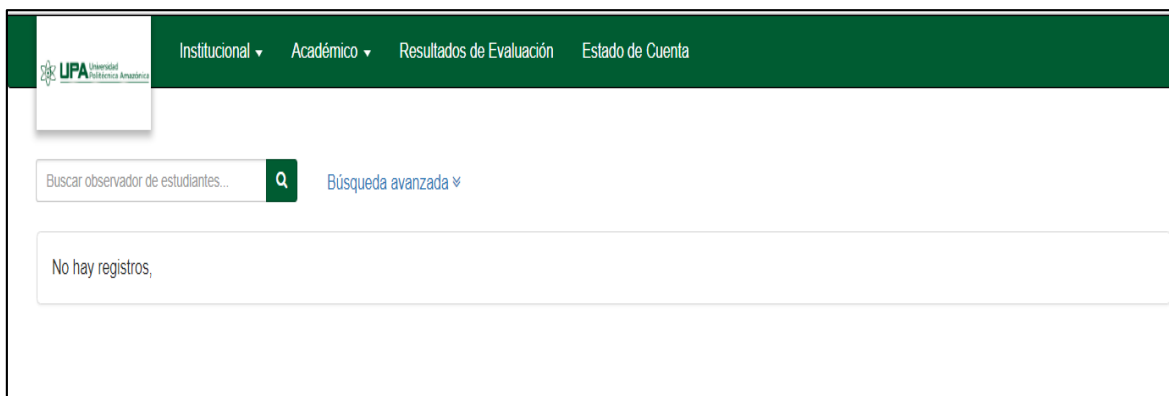 Institucional Académico Resultados de Evaluación Estado de Cuenta
UPA Universidad
Politécnica Amazónica
Buscar observador de estudiantes... Búsqueda avanzada
No hay registros,